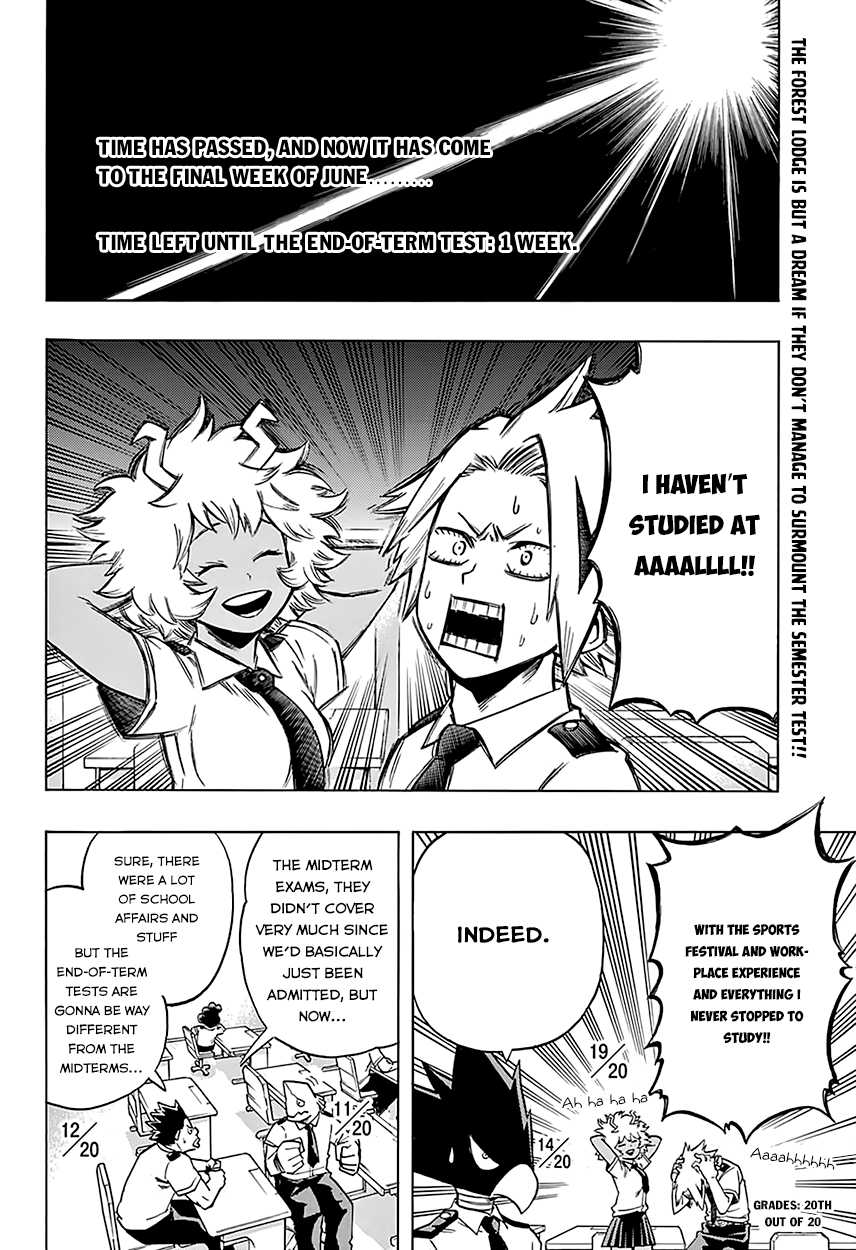 THE FOREST LODGE IS BUT A DREAM IF THEY DON'T MANAGE TO SURMOUNT THE SEMESTER TEST!!
TIME HAS PASSED, AND NOW IT HAS COME
TO THE FINAL WEEK OF JUNE.........
TIME LEFT UNTIL THE END-OF-TERM TEST: 1 WEEK.
I HAVEN'T
STUDIED AT
AAAALLLL!!
WITH THE SPORTS
FESTIVAL AND WORK-
PLACE EXPERIENCE
AND EVERYTHING I
NEVER STOPPED TO
STUDY!!
19/20
Ah ha ha ha
Aaaahhhhhh
GRADES: 20TH
OUT OF 20
INDEED.
14/20
THE MIDTERM
EXAMS, THEY
DIDN'T COVER
VERY MUCH SINCE
WE'D BASICALLY
JUST BEEN
ADMITTED, BUT
NOW...
SURE, THERE
WERE A LOT
OF SCHOOL
AFFAIRS AND
STUFF
BUT THE
END-OF-TERM
TESTS ARE
GONNA BE WAY
DIFFERENT
FROM THE
MIDTERMS...
11/20
12/20